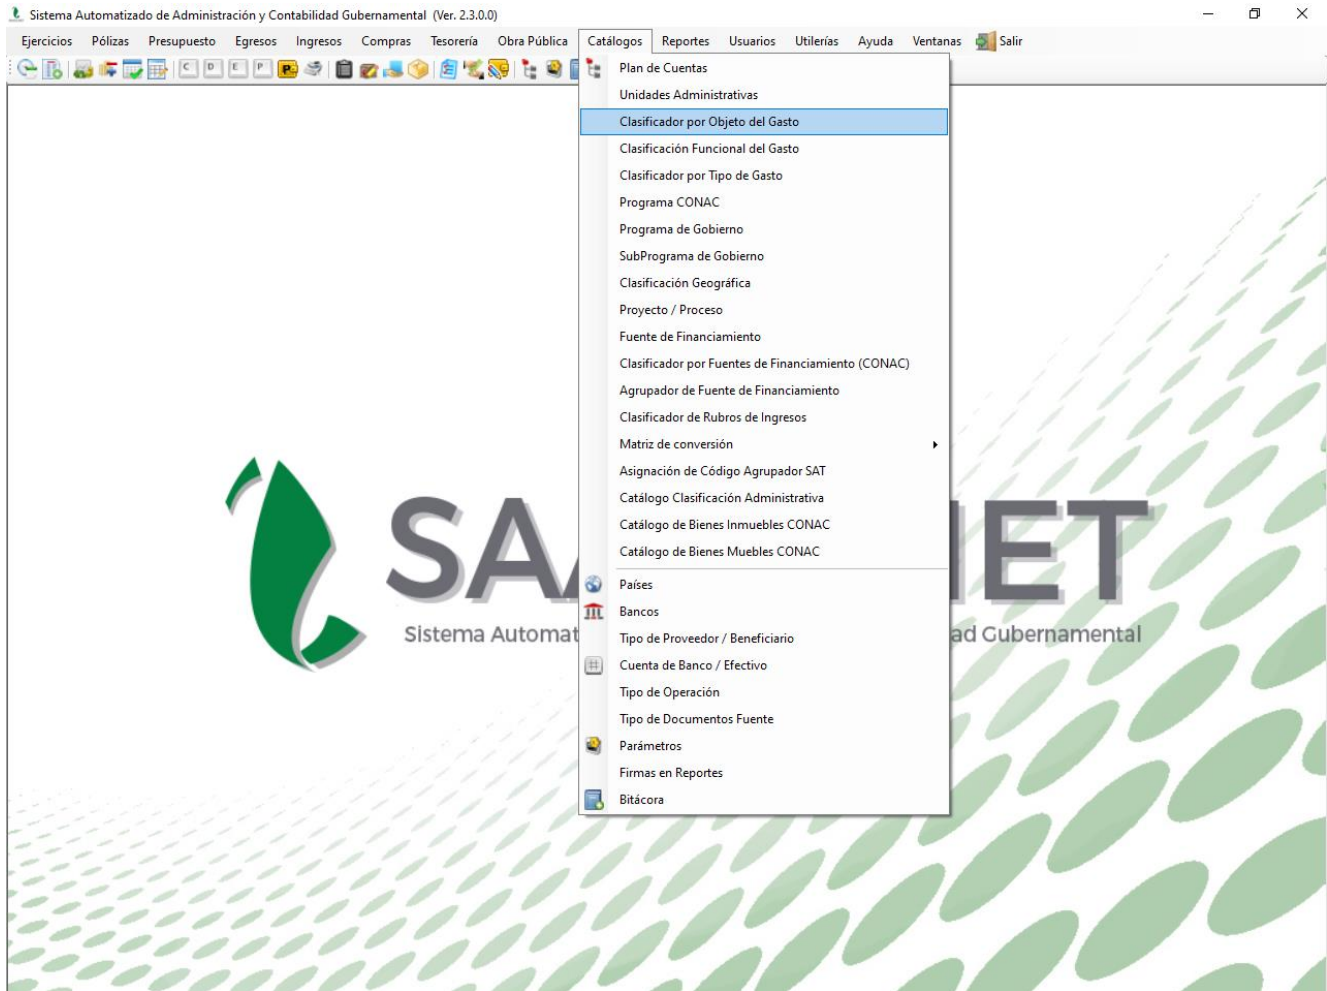 Sistema Automatizado de Administración y Contabilidad Gubernamental (Ver. 2.3.0.0)
Ejercicios Pólizas Presupuesto Egresos Ingresos Compras Tesorería Obra Pública Catálogos Reportes Usuarios Utilerías Ayuda Ventanas Salir
C D E P
Plan de Cuentas
Unidades Administrativas
Clasificador por Objeto del Gasto
Clasificación Funcional del Gasto
Clasificador por Tipo de Gasto
Programa CONAC
Programa de Gobierno
SubPrograma de Gobierno
Clasificación Geográfica
Proyecto / Proceso
Fuente de Financiamiento
Clasificador por Fuentes de Financiamiento (CONAC)
Agrupador de Fuente de Financiamiento
Clasificador de Rubros de Ingresos
Matriz de conversión
Asignación de Código Agrupador SAT
Catálogo Clasificación Administrativa
Catálogo de Bienes Inmuebles CONAC
Catálogo de Bienes Muebles CONAC
Países
Bancos
Tipo de Proveedor / Beneficiario
Cuenta de Banco / Efectivo
Tipo de Operación
Tipo de Documentos Fuente
Parámetros
Firmas en Reportes
Bitácora
SA ET
Sistema Automat ad Gubernamental